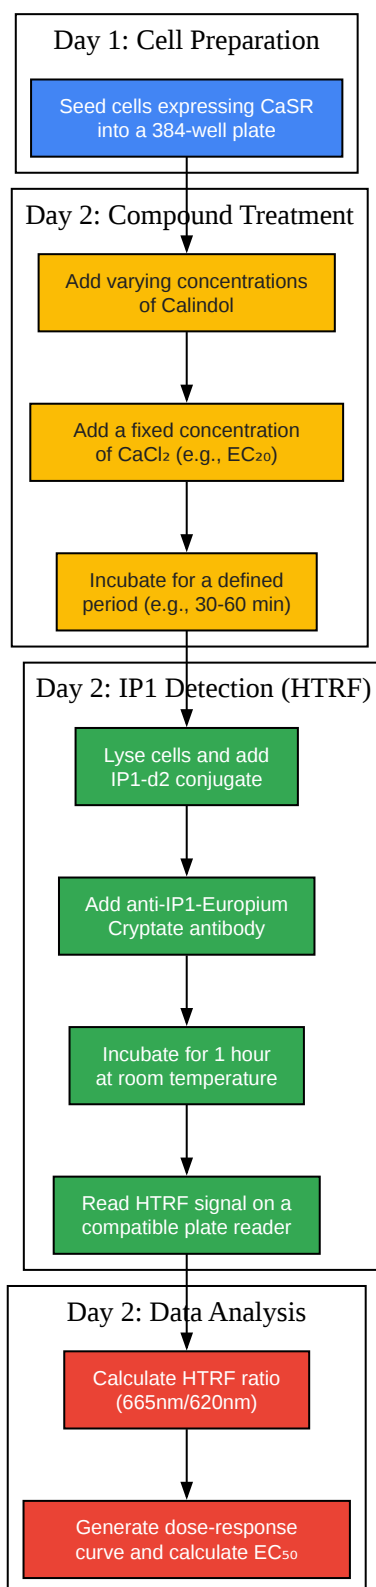 Day 1: Cell Preparation
Seed cells expressing CaSR
into a 384-well plate
Day 2: Compound Treatment
Add varying concentrations
of Calindol
Add a fixed concentration
of CaCl₂ (e.g., EC₂₀)
Incubate for a defined
period (e.g., 30-60 min)
Day 2: IP1 Detection (HTRF)
Lyse cells and add
IP1-d2 conjugate
Add anti-IP1-Europium
Cryptate antibody
Incubate for 1 hour
at room temperature
Read HTRF signal on a
compatible plate reader
Day 2: Data Analysis
Calculate HTRF ratio
(665nm/620nm)
Generate dose-response
curve and calculate EC₅₀